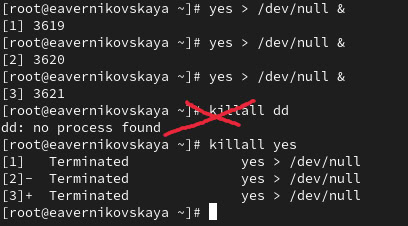 [root@eavernikovskaya ~]# yes > /dev/null &
[1] 3619
[root@eavernikovskaya ~]# yes > /dev/null &
[2] 3620
[root@eavernikovskaya ~]# yes > /dev/null &
[3] 3621
[root@eavernikovskaya ~]# killall dd
dd: no process found
[root@eavernikovskaya ~]# killall yes
[1]   Terminated              yes > /dev/null
[2]-  Terminated              yes > /dev/null
[3]+  Terminated              yes > /dev/null
[root@eavernikovskaya ~]#